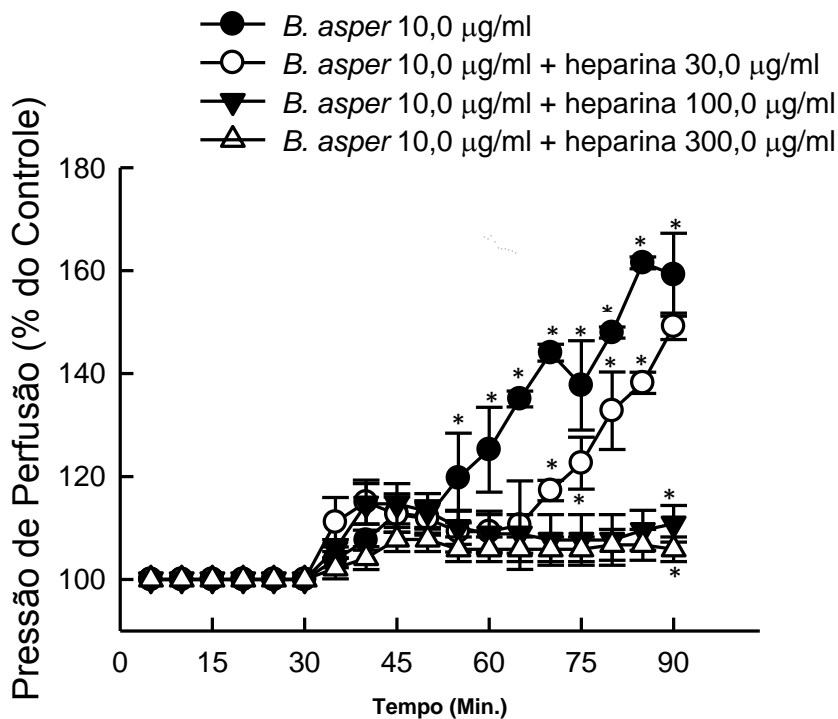 B. asper 10,0 μg/ml
B. asper 10,0 μg/ml + heparina 30,0 μg/ml
B. asper 10,0 μg/ml + heparina 100,0 μg/ml
B. asper 10,0 μg/ml + heparina 300,0 μg/ml
Pressão de Perfusão (% do Controle)
180
160
140
120
100
* * * * * * * *
* * * *
*
*
0 15 30 45 60 75 90
Tempo (Min.)